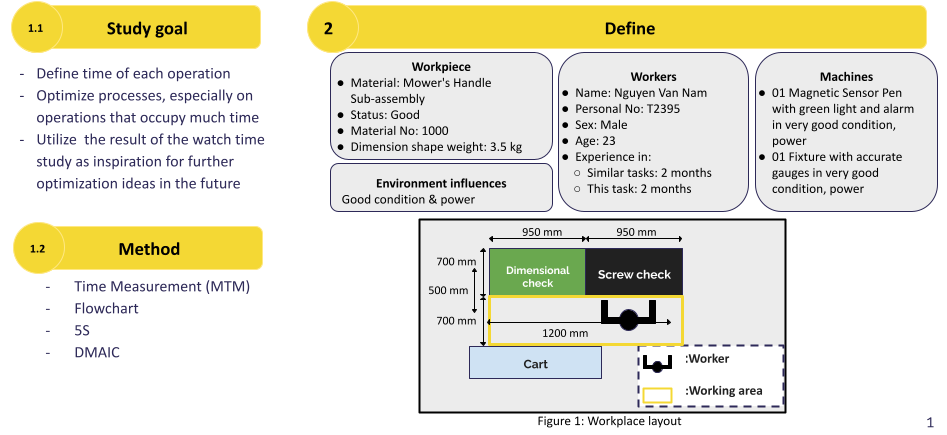 1.1
Study goal
- Define time of each operation
- Optimize processes, especially on
operations that occupy much time
- Utilize the result of the watch time
study as inspiration for further
optimization ideas in the future
1.2
Method
- Time Measurement (MTM)
- Flowchart
- 5S
- DMAIC
2
Define
Workpiece
● Material: Mower's Handle
Sub-assembly
● Status: Good
● Material No: 1000
● Dimension shape weight: 3.5 kg
Environment influences
Good condition & power
Workers
● Name: Nguyen Van Nam
● Personal No: T2395
● Sex: Male
● Age: 23
● Experience in:
○ Similar tasks: 2 months
○ This task: 2 months
Machines
● 01 Magnetic Sensor Pen
with green light and alarm
in very good condition,
power
● 01 Fixture with accurate
gauges in very good
condition, power
950 mm
950 mm
700 mm
500 mm
700 mm
Dimensional
check
Screw check
1200 mm
Cart
:Worker
:Working area
Figure 1: Workplace layout
1